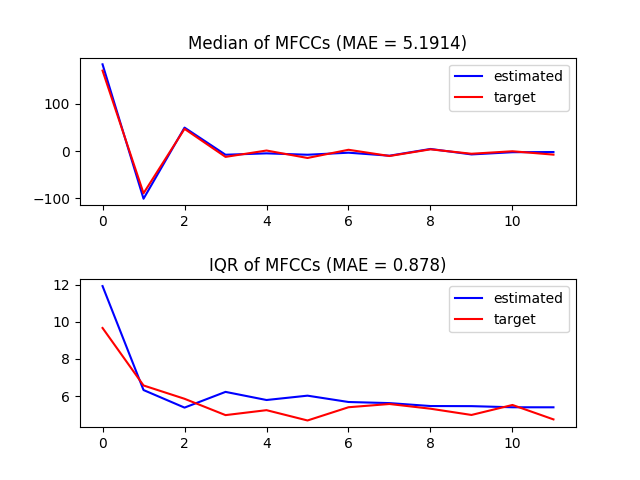 Median of MFCCs (MAE = 5.1914)
estimated
target
100
0
−100
0 2 4 6 8 10
IQR of MFCCs (MAE = 0.878)
estimated
target
12
10
8
6
0 2 4 6 8 10